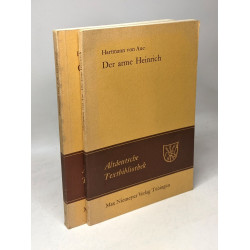 Hartmann von Aue
Der arme Heinrich
Altdeutsche
Textbibliothek
Max Niemeyer Verlag Tübingen